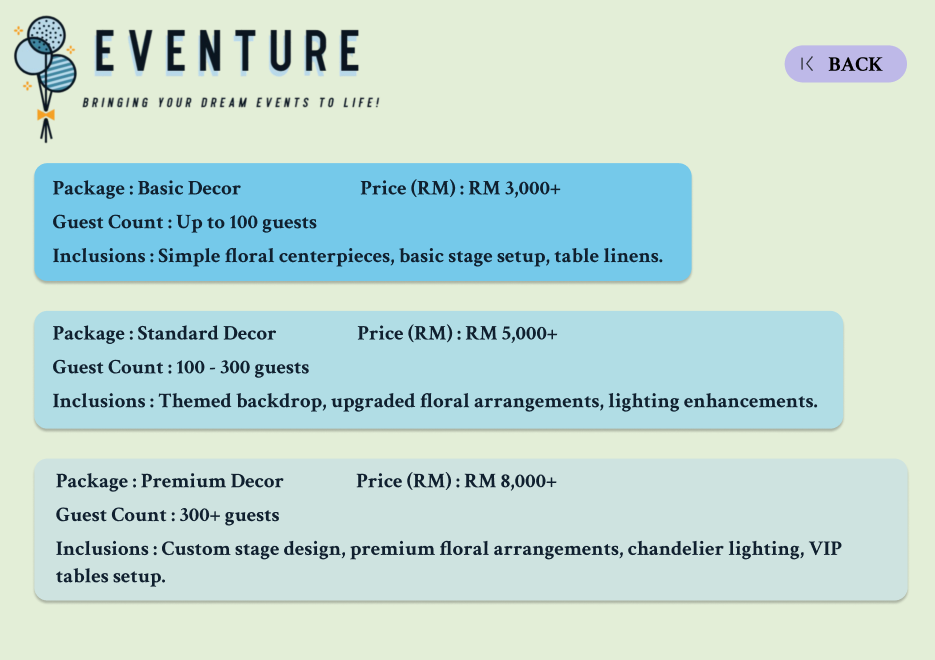 EVENTURE
BRINGING YOUR DREAM EVENTS TO LIFE!
BACK
Package : Basic Decor Price (RM) : RM 3,000+
Guest Count : Up to 100 guests
Inclusions : Simple floral centerpieces, basic stage setup, table linens.
Package : Standard Decor Price (RM) : RM 5,000+
Guest Count : 100 - 300 guests
Inclusions : Themed backdrop, upgraded floral arrangements, lighting enhancements.
Package : Premium Decor Price (RM) : RM 8,000+
Guest Count : 300+ guests
Inclusions : Custom stage design, premium floral arrangements, chandelier lighting, VIP
tables setup.